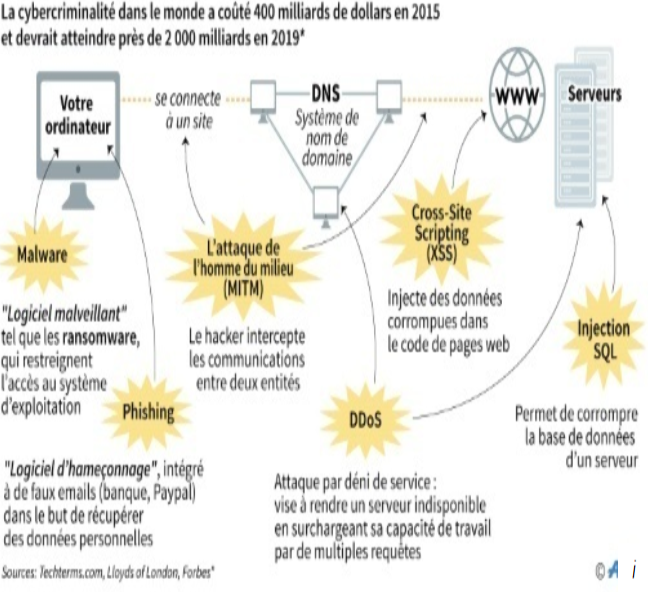 La cybercriminalité dans le monde a coûté 400 milliards de dollars en 2015
et devrait atteindre près de 2 000 milliards en 2019*
Votre
ordinateur
se connecte
à un site
DNS
Système de
nom de
domaine
WWW
Serveurs
Malware
"Logiciel malveillant"
tel que les ransomware,
qui restreignent
l'accès au système
d'exploitation
Phishing
"Logiciel d'hameçonnage", intégré
à de faux emails (banque, Paypal)
dans le but de récupérer
des données personnelles
L'attaque de
l'homme du milieu
(MITM)
Le hacker intercepte
les communications
entre deux entités
Cross-Site
Scripting
(XSS)
Injecte des données
corrompues dans
le code de pages web
DDoS
Attaque par déni de service :
vise à rendre un serveur indisponible
en surchargeant sa capacité de travail
par de multiples requêtes
Injection
SQL
Permet de corrompre
la base de données
d'un serveur
Sources: Techterms.com, Lloyds of London, Forbes*
©